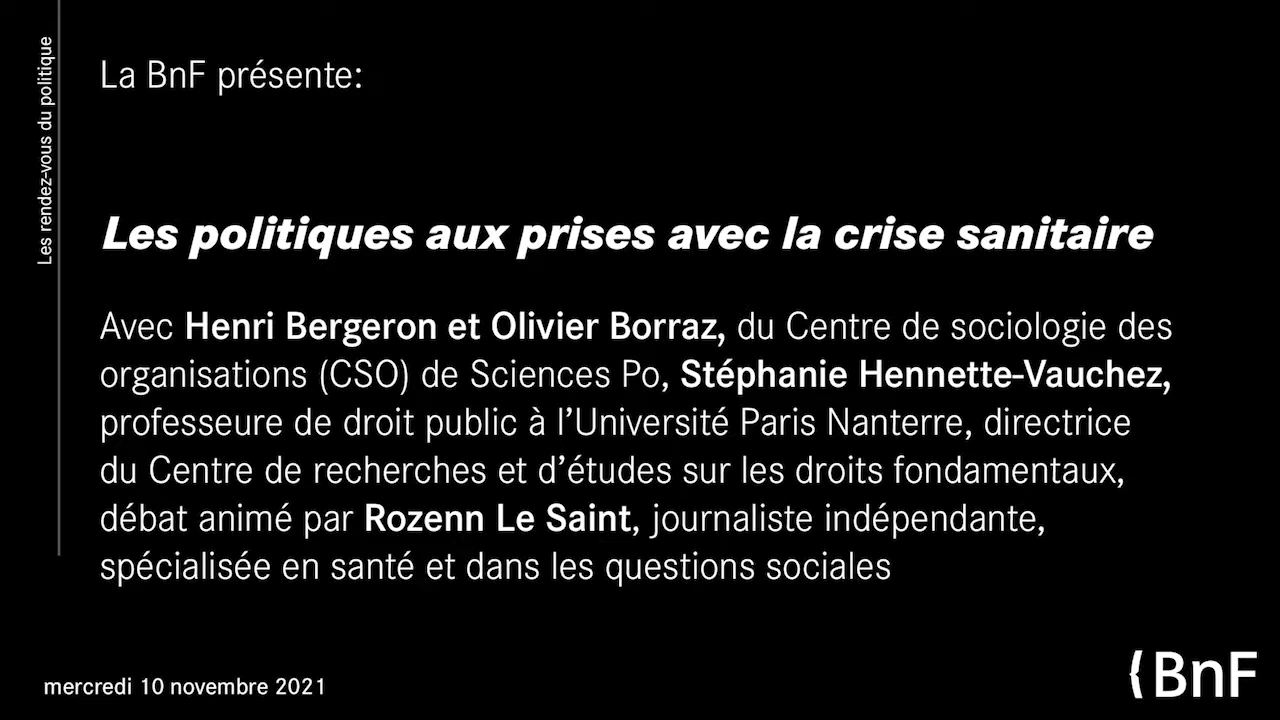 Les rendez-vous du politique
La BnF présente:
Les politiques aux prises avec la crise sanitaire
Avec Henri Bergeron et Olivier Borraz, du Centre de sociologie des
organisations (CSO) de Sciences Po, Stéphanie Hennette-Vauchez,
professeure de droit public à l'Université Paris Nanterre, directrice
du Centre de recherches et d'études sur les droits fondamentaux,
débat animé par Rozenn Le Saint, journaliste indépendante,
spécialisée en santé et dans les questions sociales
mercredi 10 novembre 2021
{BnF